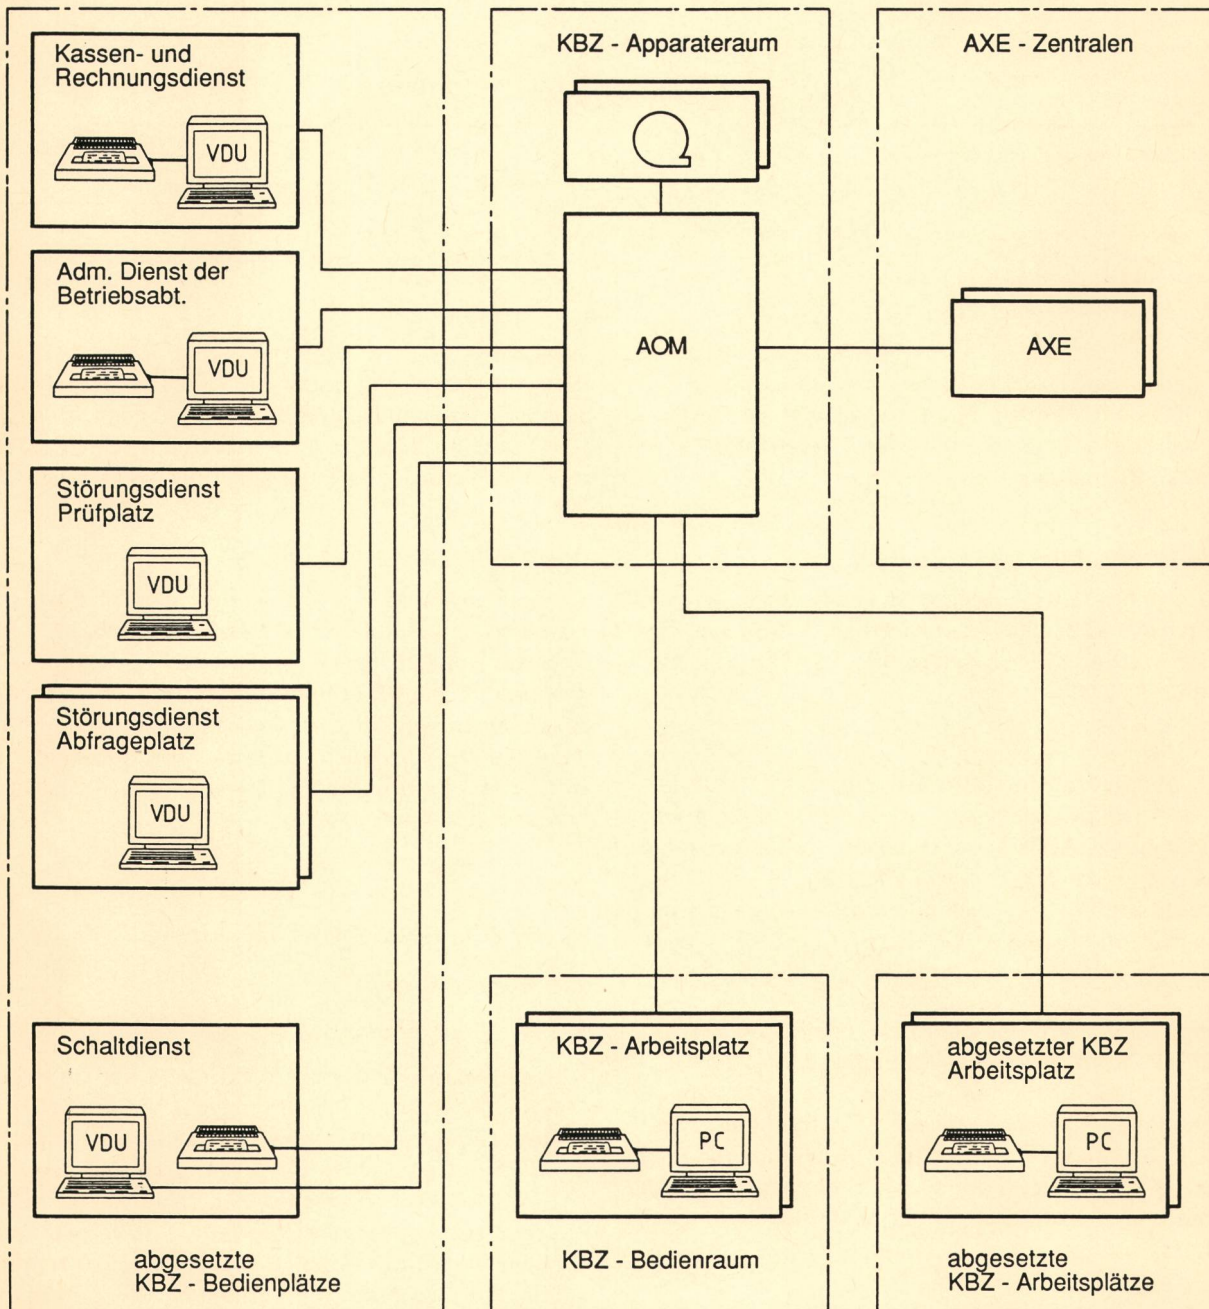 Kassen- und
Rechnungsdienst
VDU
Adm. Dienst der
Betriebsabt.
VDU
Störungsdienst
Prüfplatz
VDU
Störungsdienst
Abfrageplatz
VDU
Schaltdienst
VDU
abgesetzte
KBZ - Bedienplätze
KBZ - Apparateraum
AOM
AXE - Zentralen
AXE
KBZ - Arbeitsplatz
PC
KBZ - Bedienraum
abgesetzter KBZ
Arbeitsplatz
PC
abgesetzte
KBZ - Arbeitsplätze